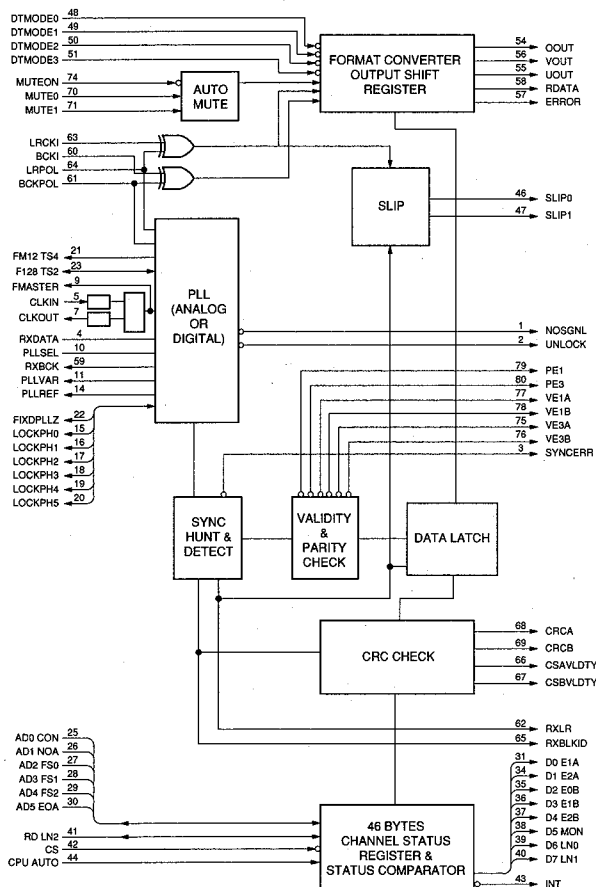 DTMODE0 48
DTMODE1 49
DTMODE2 50
DTMODE3 51
MUTEON 74
MUTE0 70
MUTE1 71
AUTO
MUTE
FORMAT CONVERTER
OUTPUT SHIFT
REGISTER
54 OOUT
56 VOUT
55 UOUT
58 RDATA
57 ERROR
LRCKI 63
BCKI 60
LRPOL 64
BCKPOL 61
SLIP
46 SLIP0
47 SLIP1
FM12 TS4 21
F128 TS2 23
FMASTER 9
CLKIN 5
CLKOUT 7
RXDATA 4
PLLSEL 10
RXBCK 59
PLLVAR 11
PLLREF 14
FIXDPLLZ 22
LOCKPH0 15
LOCKPH1 16
LOCKPH2 17
LOCKPH3 18
LOCKPH4 19
LOCKPH5 20
PLL
(ANALOG
OR
DIGITAL)
1 NOSGNL
2 UNLOCK
79 PE1
80 PE3
77 VE1A
78 VE1B
75 VE3A
76 VE3B
3 SYNCERR
SYNC
HUNT &
DETECT
VALIDITY
&
PARITY
CHECK
DATA LATCH
CRC CHECK
68 CRCA
69 CRCB
66 CSAVLDTY
67 CSBVLDTY
62 RXLR
65 RXBLKID
AD0 CON 25
AD1 NOA 26
AD2 FS0 27
AD3 FS1 28
AD4 FS2 29
AD5 EOA 30
RD LN2 41
CS 42
CPU AUTO 44
46 BYTES
CHANNEL STATUS
REGISTER &
STATUS COMPARATOR
31 D0 E1A
34 D1 E2A
35 D2 E0B
36 D3 E1B
37 D4 E2B
38 D5 MON
39 D6 LN0
40 D7 LN1
43 INT